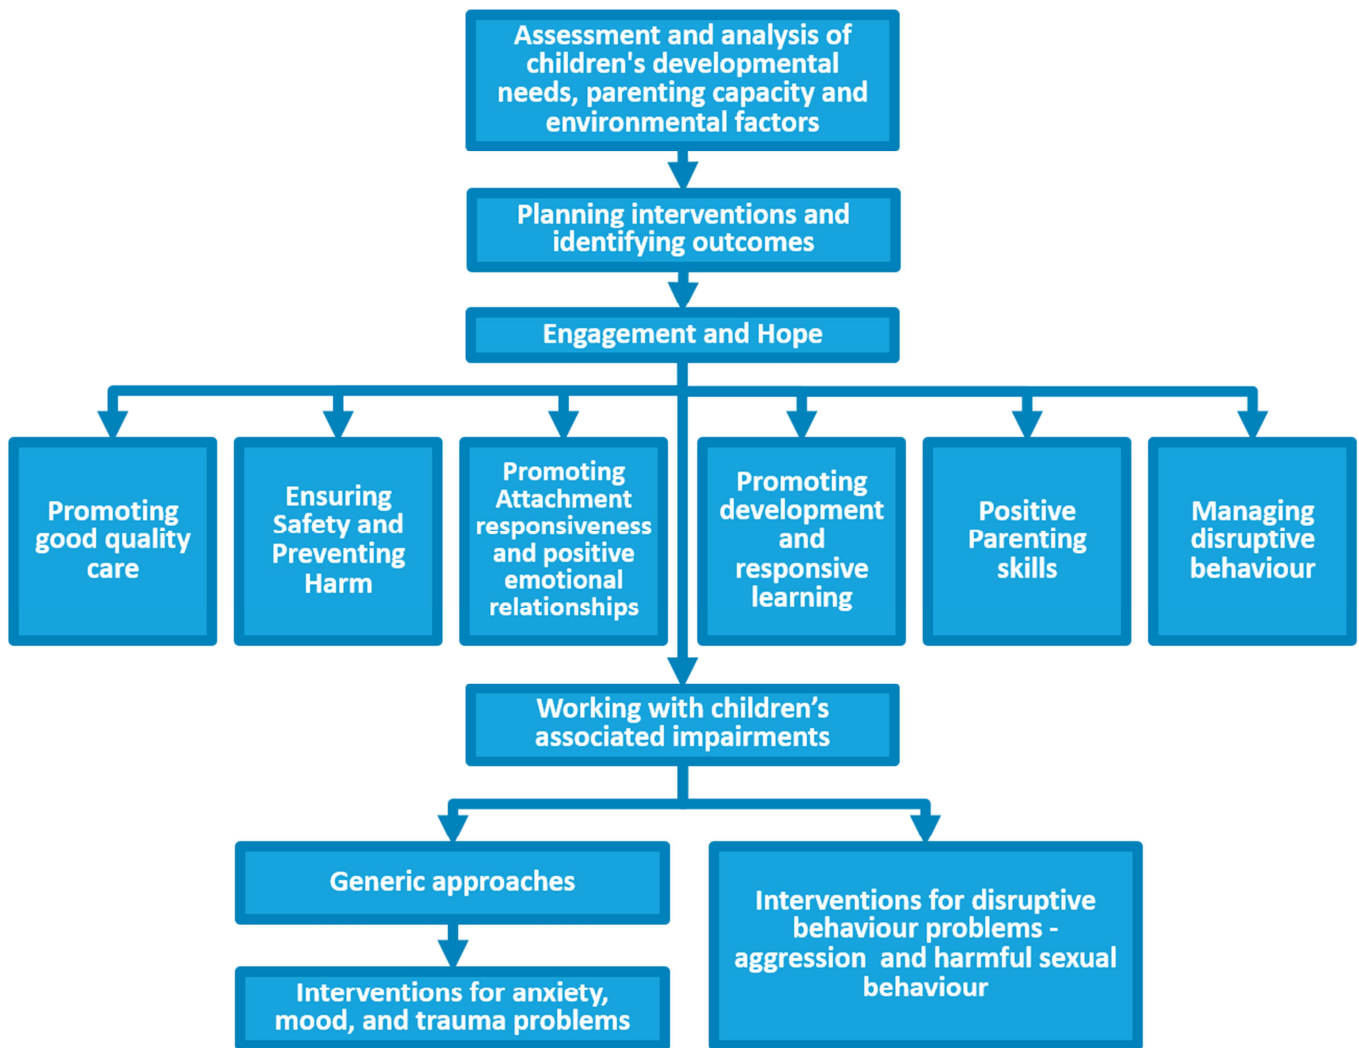 Assessment and analysis of
children's developmental
needs, parenting capacity and
environmental factors
Planning interventions and
identifying outcomes
Engagement and Hope
Promoting
good quality
care
Ensuring
Safety and
Preventing
Harm
Promoting
Attachment
responsiveness
and positive
emotional
relationships
Promoting
development
and
responsive
learning
Positive
Parenting
skills
Managing
disruptive
behaviour
Working with children’s
associated impairments
Generic approaches
Interventions for anxiety,
mood, and trauma problems
Interventions for disruptive
behaviour problems -
aggression  and harmful sexual
behaviour